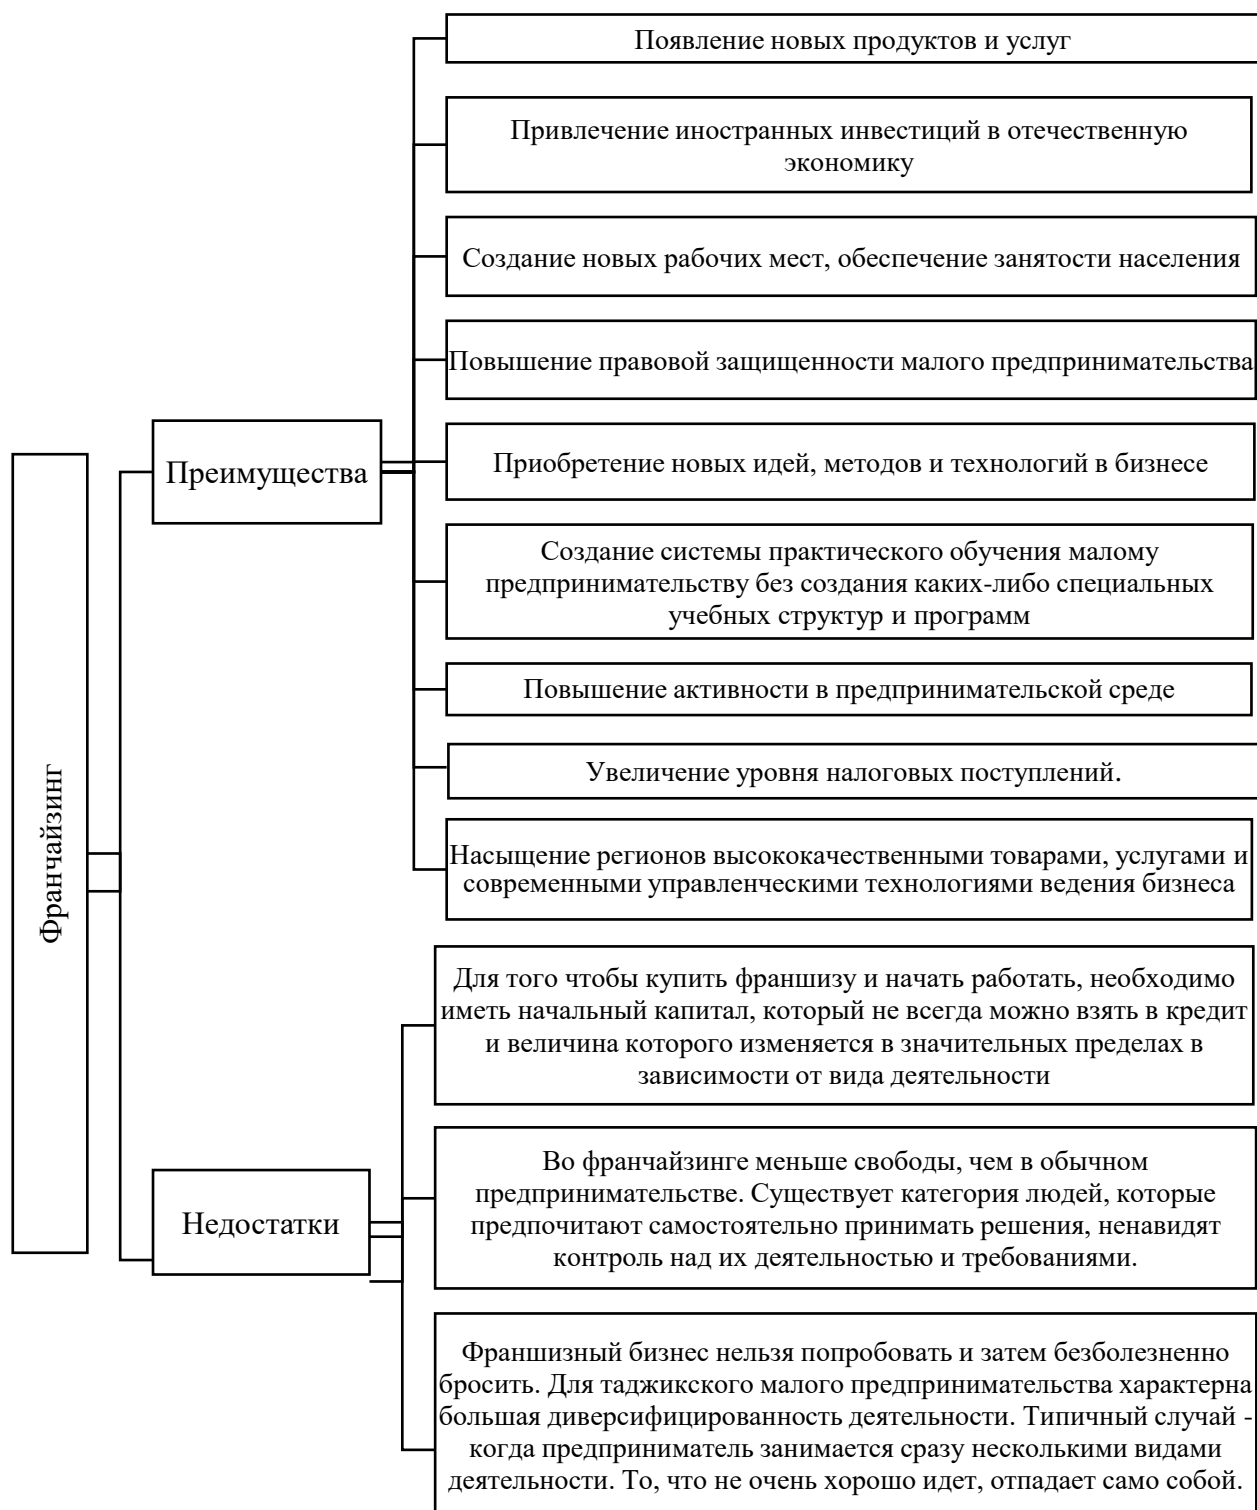 Франчайзинг
Преимущества
Появление новых продуктов и услуг
Привлечение иностранных инвестиций в отечественную
экономику
Создание новых рабочих мест, обеспечение занятости населения
Повышение правовой защищенности малого предпринимательства
Приобретение новых идей, методов и технологий в бизнесе
Создание системы практического обучения малому
предпринимательству без создания каких-либо специальных
учебных структур и программ
Повышение активности в предпринимательской среде
Увеличение уровня налоговых поступлений.
Насыщение регионов высококачественными товарами, услугами и
современными управленческими технологиями ведения бизнеса
Недостатки
Для того чтобы купить франшизу и начать работать, необходимо
иметь начальный капитал, который не всегда можно взять в кредит
и величина которого изменяется в значительных пределах в
зависимости от вида деятельности
Во франчайзинге меньше свободы, чем в обычном
предпринимательстве. Существует категория людей, которые
предпочитают самостоятельно принимать решения, ненавидят
контроль над их деятельностью и требованиями.
Франшизный бизнес нельзя попробовать и затем безболезненно
бросить. Для таджикского малого предпринимательства характерна
большая диверсифицированность деятельности. Типичный случай -
когда предприниматель занимается сразу несколькими видами
деятельности. То, что не очень хорошо идет, отпадает само собой.